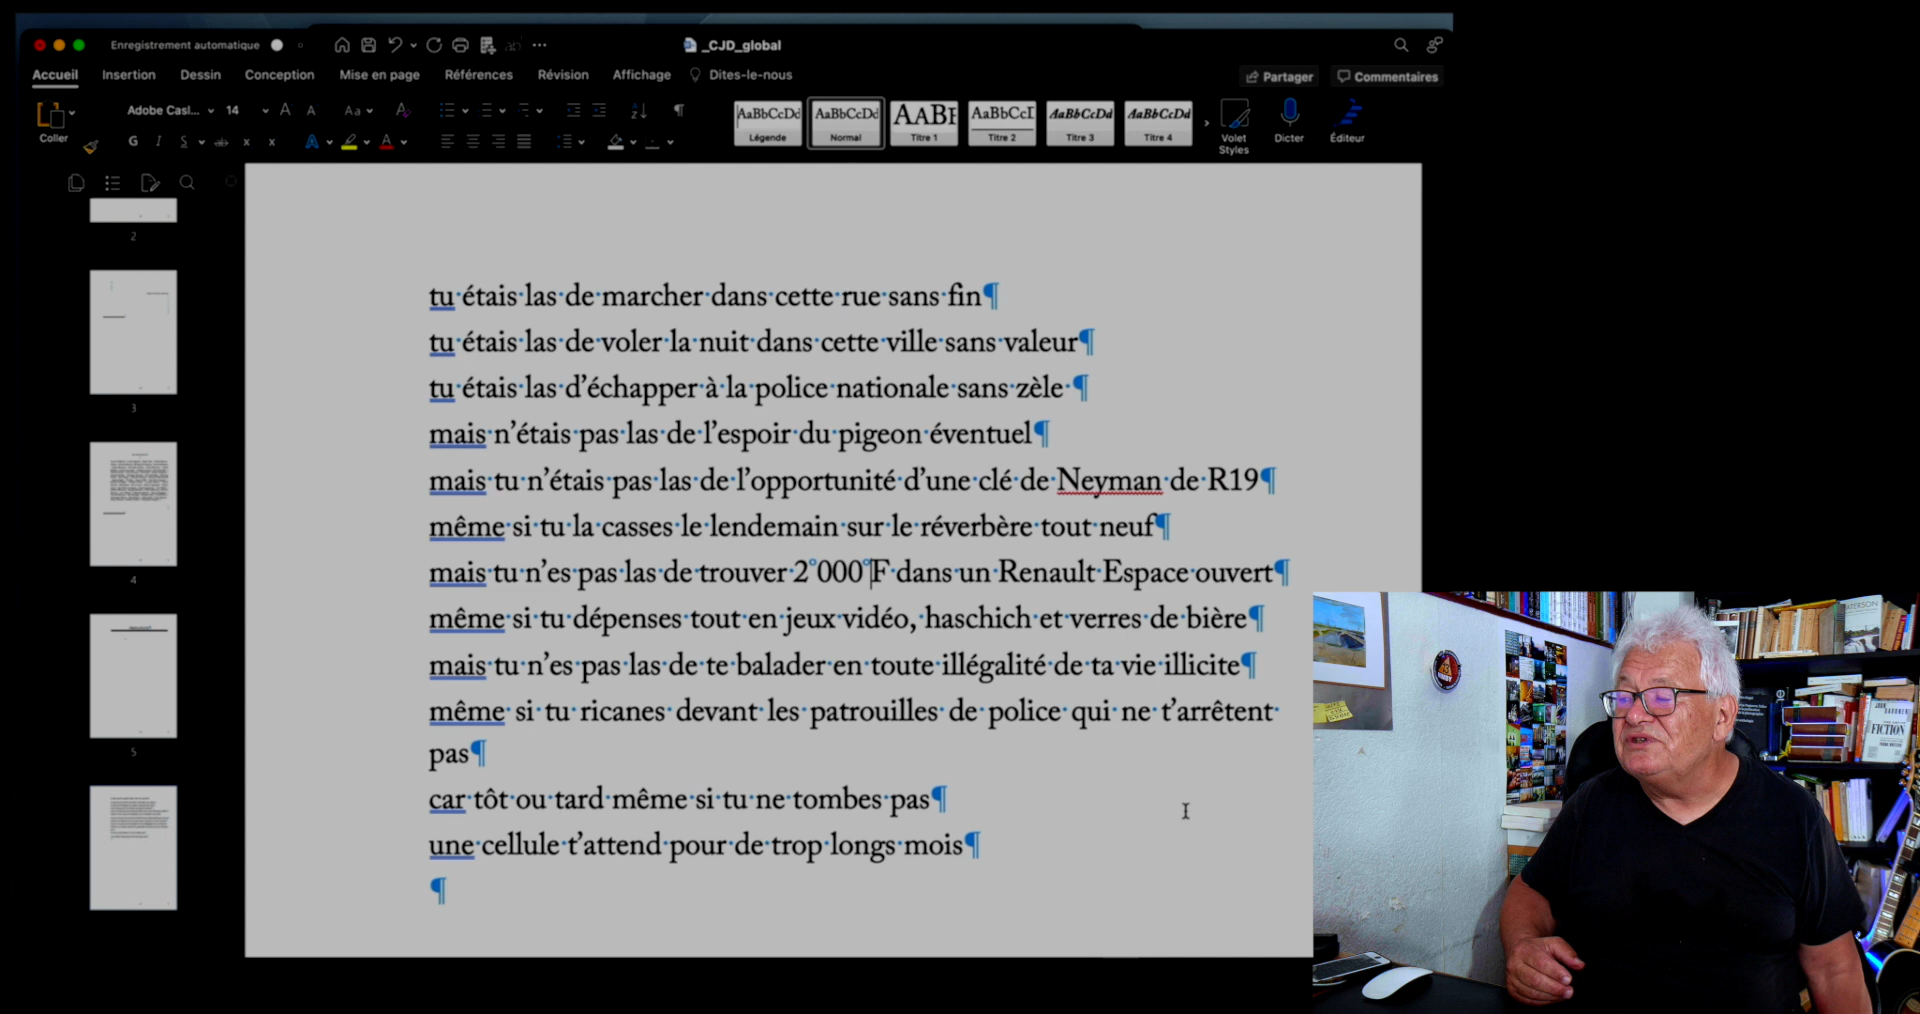 Enregistrement automatique
_CJD_global
Accueil
Insertion
Dessin
Conception
Mise en page
Références
Révision
Affichage
Dites-le-nous
Partager
Commentaires
Coller
Adobe Casl...
14
AaBbCcDd
Légende
AaBbCcDd
Normal
AABI
Titre 1
AaBbCcI
Titre 2
AaBbCcDd
Titre 3
AaBbCcDd
Titre 4
Volet
Styles
Dicter
Éditeur
2
3
4
5
tu étais las de marcher dans cette rue sans fin¶
tu étais las de voler la nuit dans cette ville sans valeur¶
tu étais las d’échapper à la police nationale sans zèle ¶
mais n’étais pas las de l’espoir du pigeon éventuel¶
mais tu n’étais pas las de l’opportunité d’une clé de Neyman de R19¶
même si tu la casses le lendemain sur le réverbère tout neuf¶
mais tu n’es pas las de trouver 2°000°F dans un Renault Espace ouvert¶
même si tu dépenses tout en jeux vidéo, haschich et verres de bière¶
mais tu n’es pas las de te balader en toute illégalité de ta vie illicite¶
même si tu ricanes devant les patrouilles de police qui ne t’arrêtent
pas¶
car tôt ou tard même si tu ne tombes pas¶
une cellule t’attend pour de trop longs mois¶
¶
FICTION